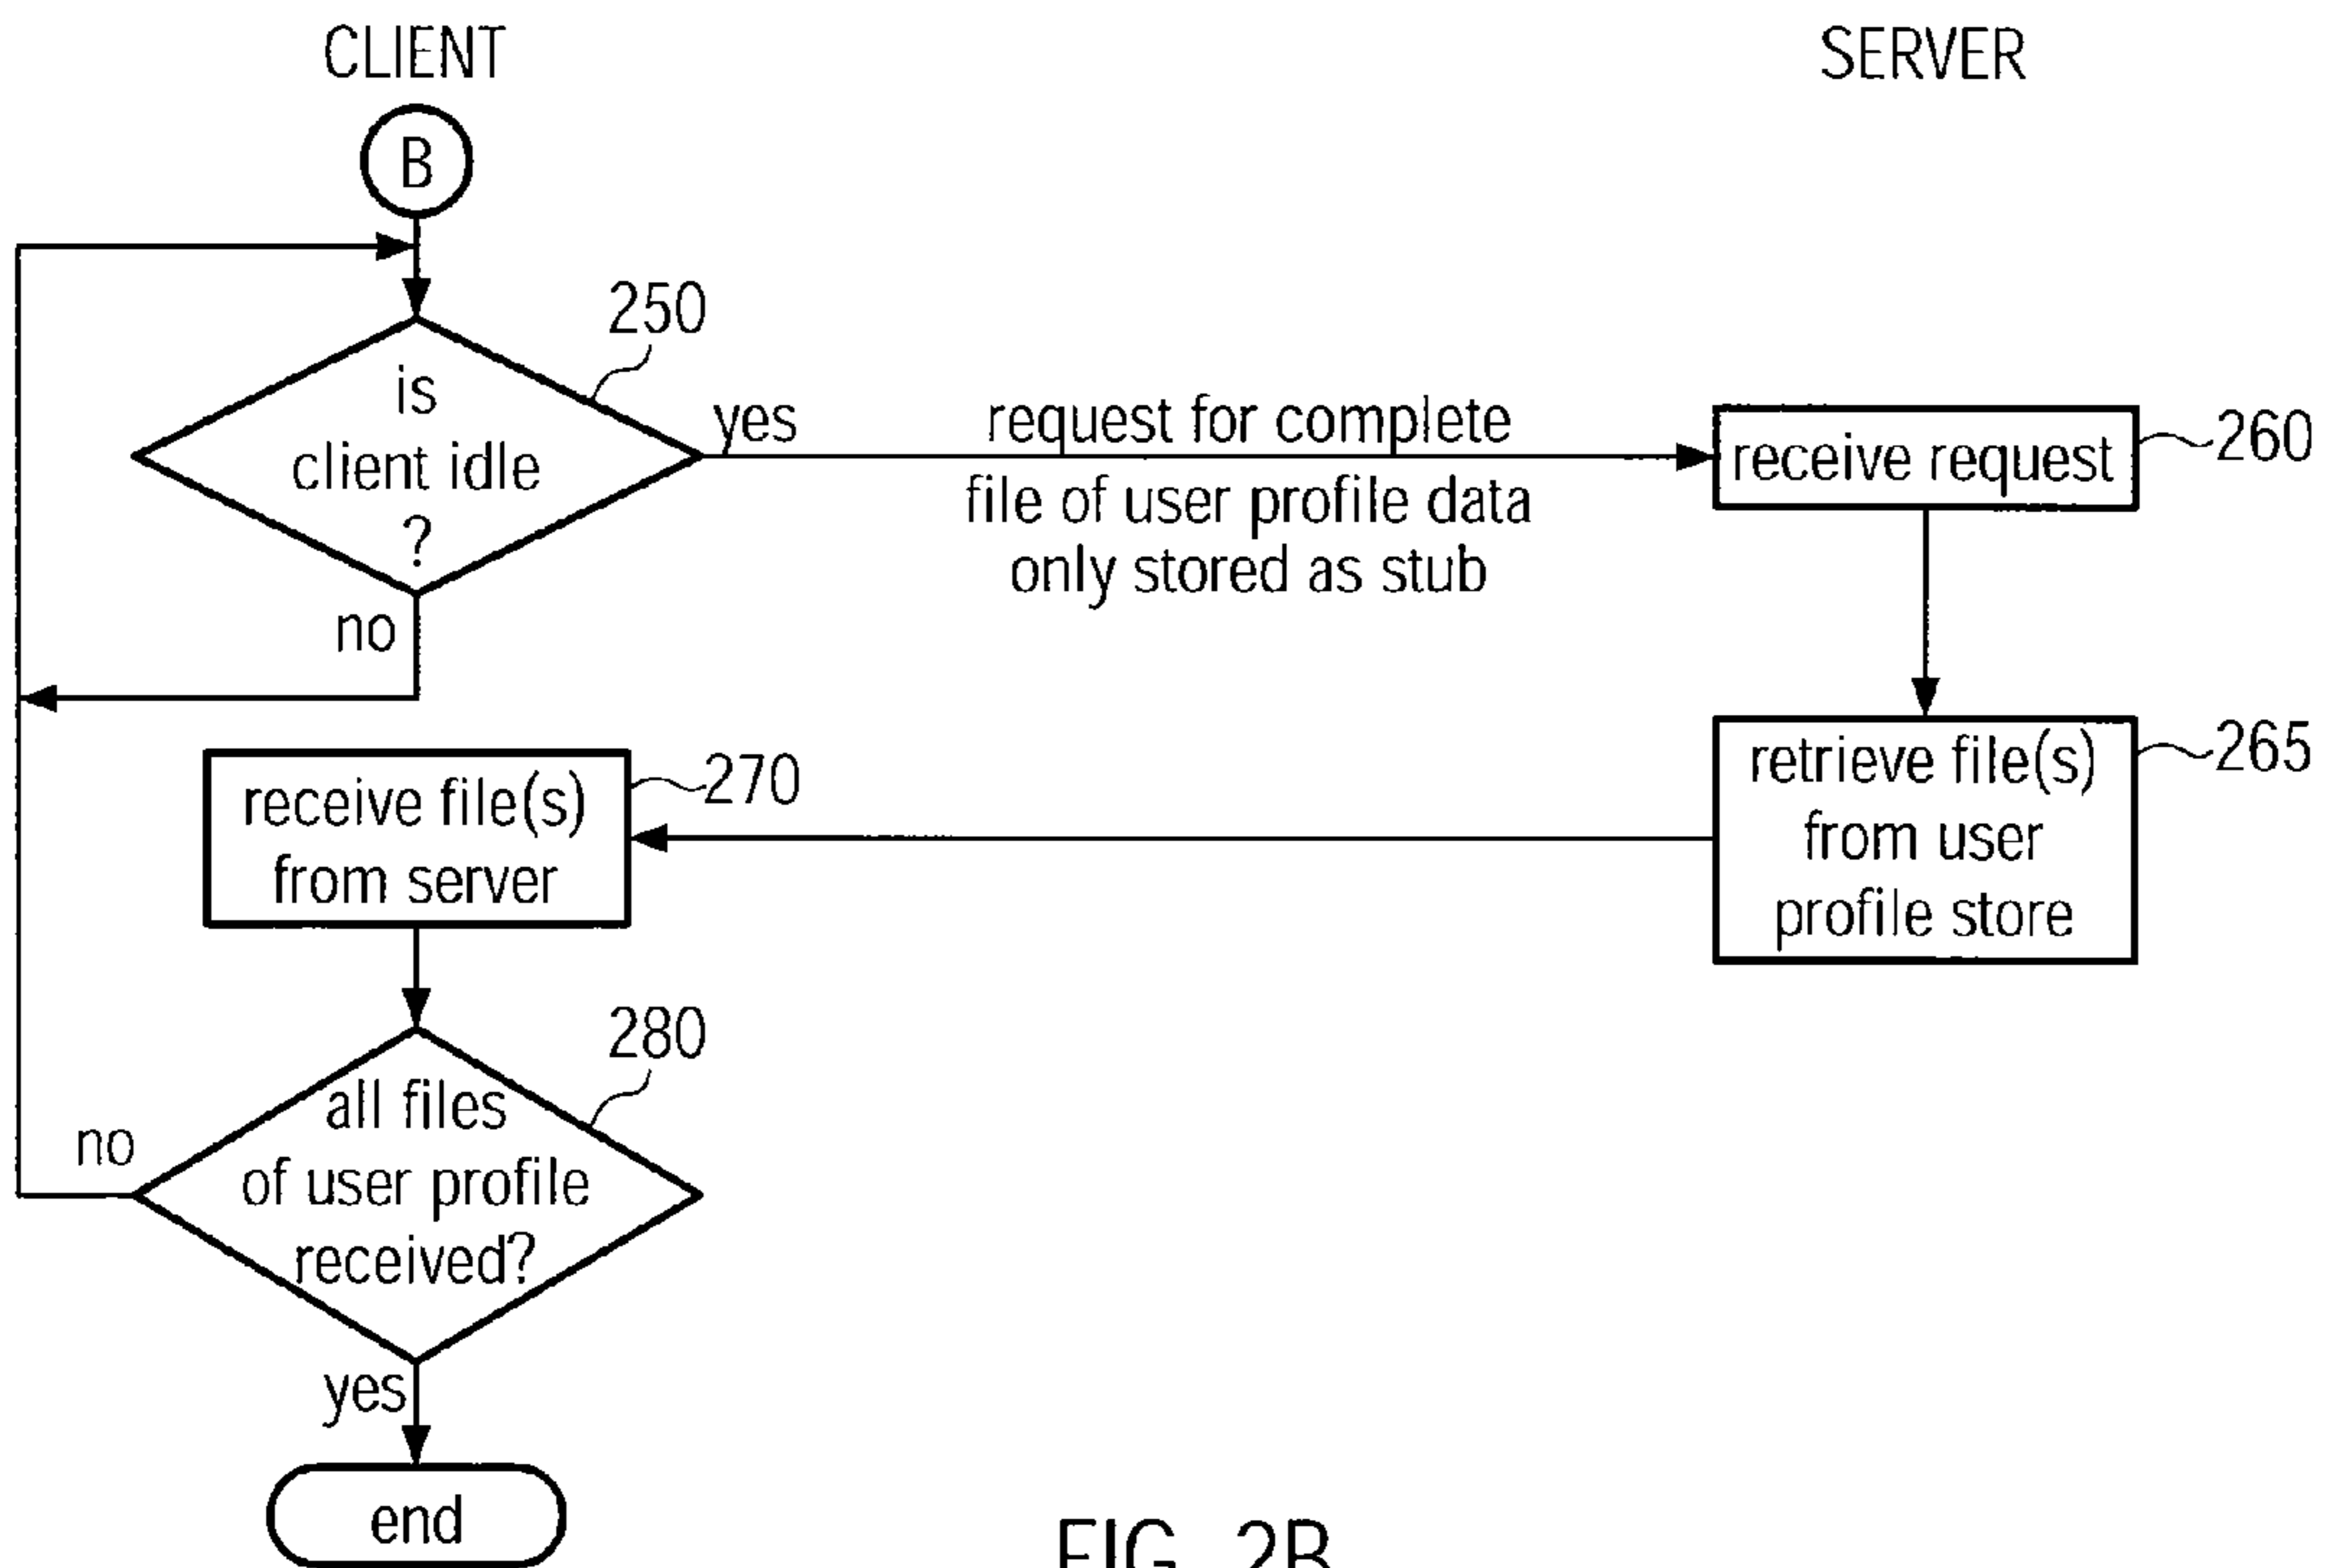 CLIENT
SERVER
B
250
is
client idle
?
yes
no
request for complete
file of user profile data
only stored as stub
receive request
260
retrieve file(s)
from user
profile store
265
receive file(s)
from server
270
280
all files
of user profile
received?
no
yes
end
FIG. 2B